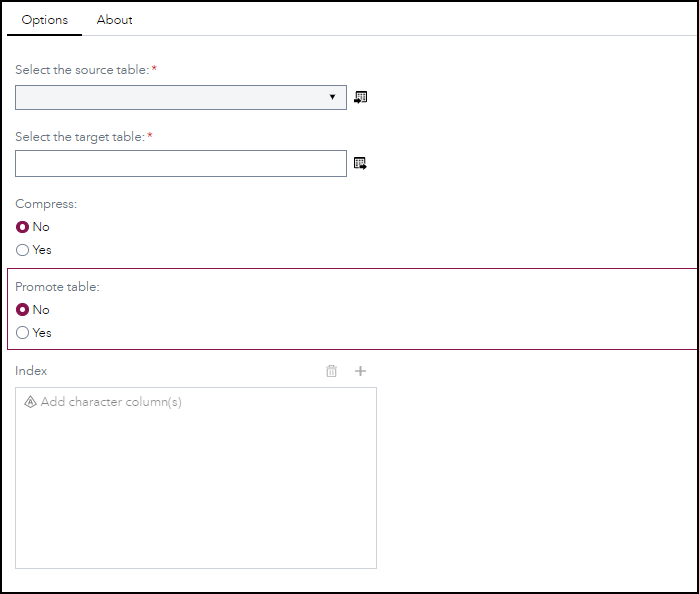 Options About
Select the source table:*
Select the target table:*
Compress:
No
Yes
Promote table:
No
Yes
Index
Add character column(s)